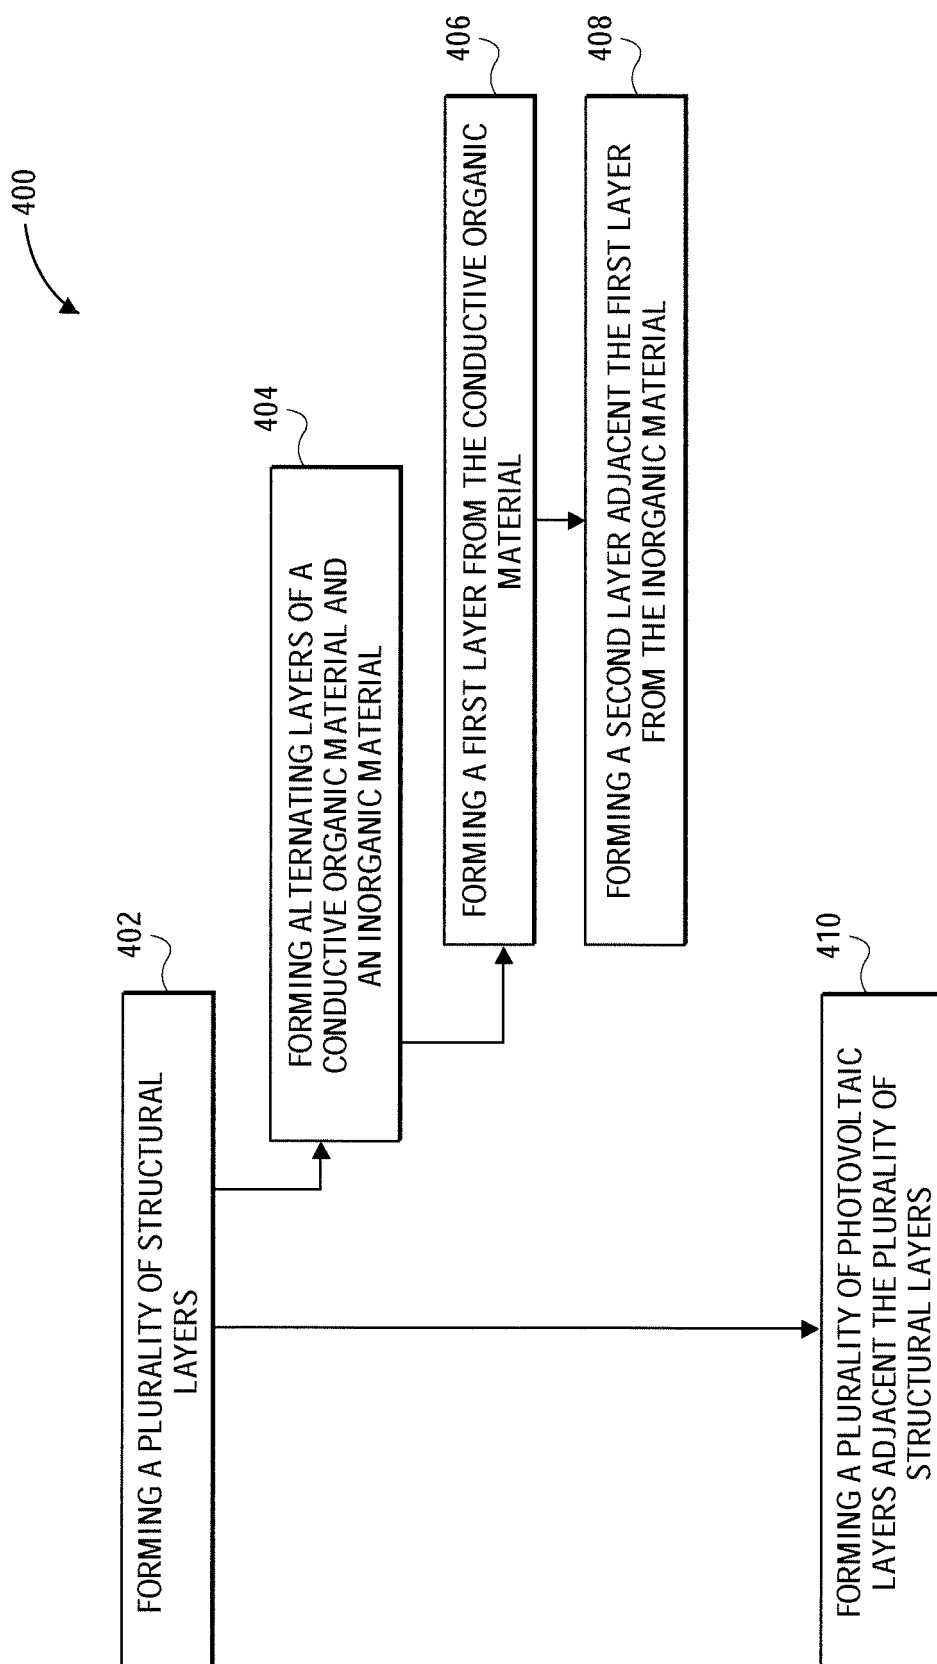 400
402
FORMING A PLURALITY OF STRUCTURAL
LAYERS
404
FORMING ALTERNATING LAYERS OF A
CONDUCTIVE ORGANIC MATERIAL AND
AN INORGANIC MATERIAL
406
FORMING A FIRST LAYER FROM THE CONDUCTIVE ORGANIC
MATERIAL
408
FORMING A SECOND LAYER ADJACENT THE FIRST LAYER
FROM THE INORGANIC MATERIAL
410
FORMING A PLURALITY OF PHOTOVOLTAIC
LAYERS ADJACENT THE PLURALITY OF
STRUCTURAL LAYERS